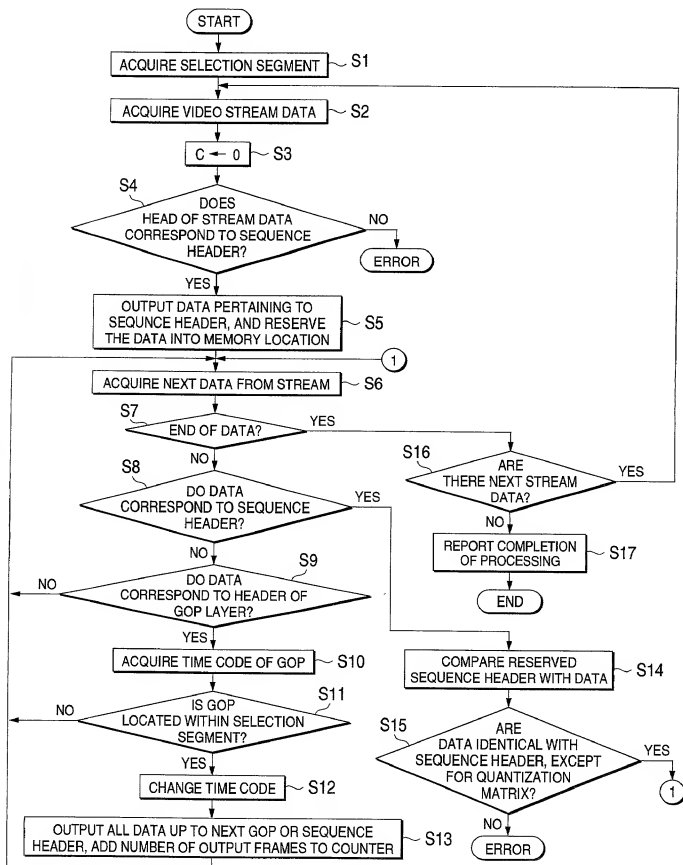 START
ACQUIRE SELECTION SEGMENT
S1
ACQUIRE VIDEO STREAM DATA
S2
C ← 0
S3
S4
DOES
HEAD OF STREAM DATA
CORRESPOND TO SEQUENCE
HEADER?
NO
ERROR
YES
OUTPUT DATA PERTAINING TO
SEQUNCE HEADER, AND RESERVE
THE DATA INTO MEMORY LOCATION
S5
1
ACQUIRE NEXT DATA FROM STREAM
S6
S7
END OF DATA?
YES
NO
S16
ARE
THERE NEXT STREAM
DATA?
YES
NO
REPORT COMPLETION
OF PROCESSING
S17
END
S8
DO DATA
CORRESPOND TO SEQUENCE
HEADER?
YES
NO
S9
DO DATA
CORRESPOND TO HEADER OF
GOP LAYER?
NO
YES
ACQUIRE TIME CODE OF GOP
S10
S11
IS GOP
LOCATED WITHIN SELECTION
SEGMENT?
NO
YES
CHANGE TIME CODE
S12
OUTPUT ALL DATA UP TO NEXT GOP OR SEQUENCE
HEADER, ADD NUMBER OF OUTPUT FRAMES TO COUNTER
S13
COMPARE RESERVED
SEQUENCE HEADER WITH DATA
S14
S15
ARE
DATA IDENTICAL WITH
SEQUENCE HEADER, EXCEPT
FOR QUANTIZATION
MATRIX?
YES
1
NO
ERROR